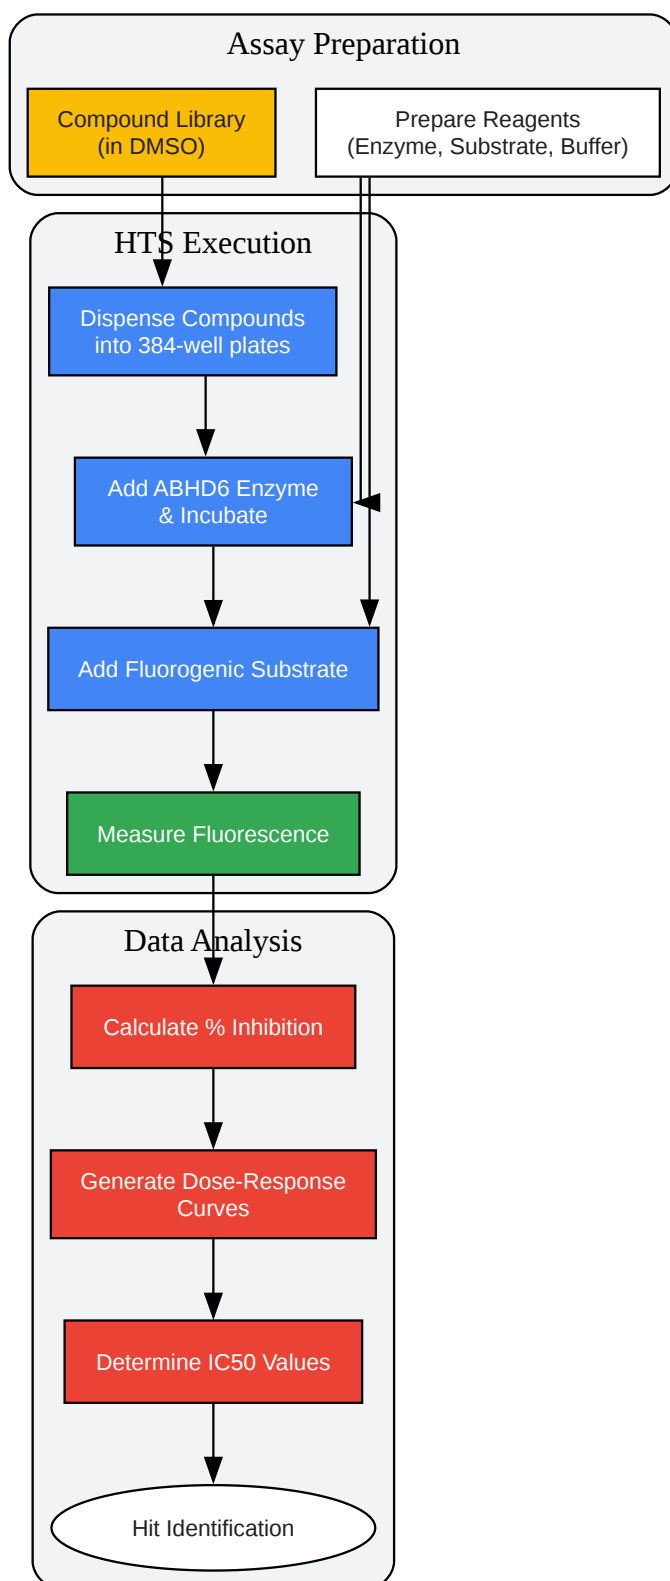 Assay Preparation
Compound Library
(in DMSO)
Prepare Reagents
(Enzyme, Substrate, Buffer)
HTS Execution
Dispense Compounds
into 384-well plates
Add ABHD6 Enzyme
& Incubate
Add Fluorogenic Substrate
Measure Fluorescence
Data Analysis
Calculate % Inhibition
Generate Dose-Response
Curves
Determine IC50 Values
Hit Identification